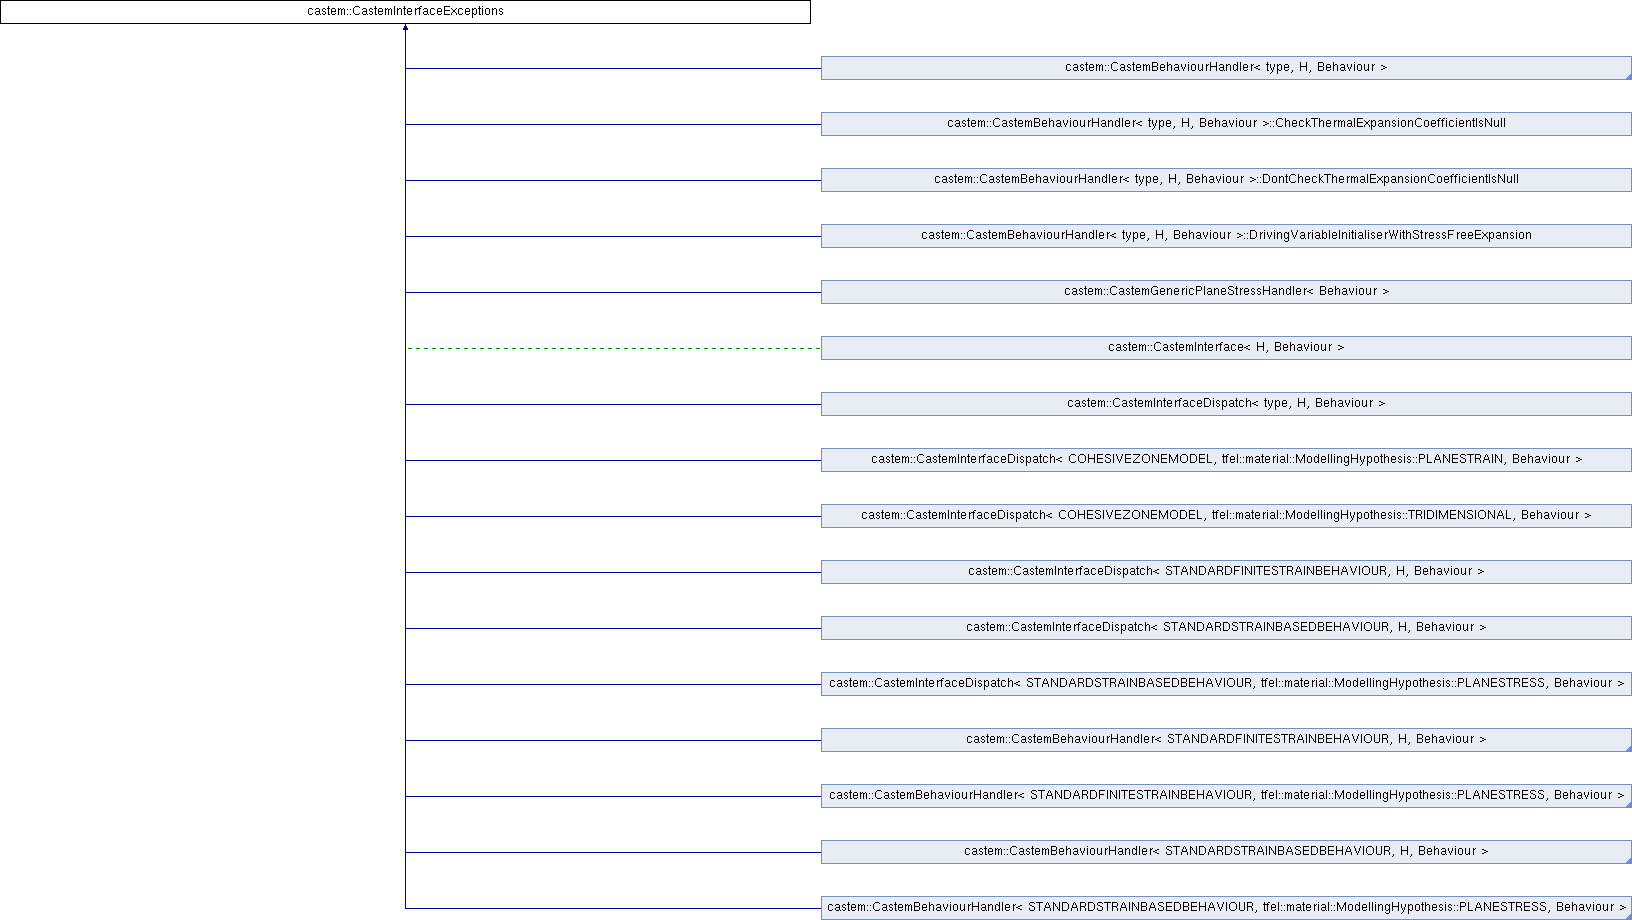 castem::CastemInterfaceExceptions
castem::CastemBehaviourHandler< type, H, Behaviour >
castem::CastemBehaviourHandler< type, H, Behaviour >::CheckThermalExpansionCoefficientIsNull
castem::CastemBehaviourHandler< type, H, Behaviour >::DontCheckThermalExpansionCoefficientIsNull
castem::CastemBehaviourHandler< type, H, Behaviour >::DrivingVariableInitialiserWithStressFreeExpansion
castem::CastemGenericPlaneStressHandler< Behaviour >
castem::CastemInterface< H, Behaviour >
castem::CastemInterfaceDispatch< type, H, Behaviour >
castem::CastemInterfaceDispatch< COHESIVEZONEMODEL, tfel::material::ModellingHypothesis::PLANESTRAIN, Behaviour >
castem::CastemInterfaceDispatch< COHESIVEZONEMODEL, tfel::material::ModellingHypothesis::TRIDIMENSIONAL, Behaviour >
castem::CastemInterfaceDispatch< STANDARDFINITESTRAINBEHAVIOUR, H, Behaviour >
castem::CastemInterfaceDispatch< STANDARDSTRAINBASEDBEHAVIOUR, H, Behaviour >
castem::CastemInterfaceDispatch< STANDARDSTRAINBASEDBEHAVIOUR, tfel::material::ModellingHypothesis::PLANESTRESS, Behaviour >
castem::CastemBehaviourHandler< STANDARDFINITESTRAINBEHAVIOUR, H, Behaviour >
castem::CastemBehaviourHandler< STANDARDFINITESTRAINBEHAVIOUR, tfel::material::ModellingHypothesis::PLANESTRESS, Behaviour >
castem::CastemBehaviourHandler< STANDARDSTRAINBASEDBEHAVIOUR, H, Behaviour >
castem::CastemBehaviourHandler< STANDARDSTRAINBASEDBEHAVIOUR, tfel::material::ModellingHypothesis::PLANESTRESS, Behaviour >